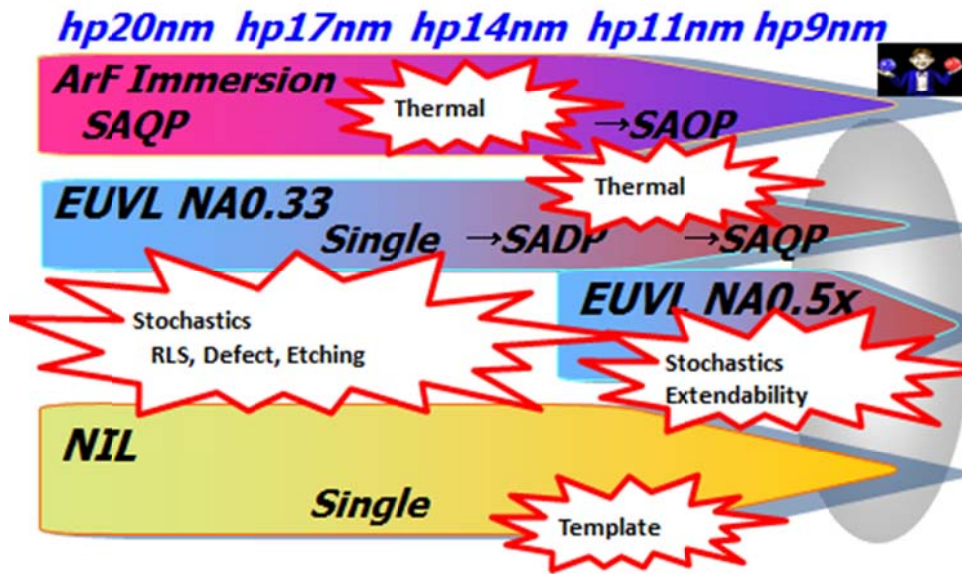 hp20nm hp17nm hp14nm hp11nm hp9nm
ArF Immersion
SAQP
Thermal
→SAOP
Thermal
EUVL NA0.33
Single →SADP →SAQP
EUVL NA0.5x
Stochastics
RLS, Defect, Etching
Stochastics
Extendability
NIL
Single
Template